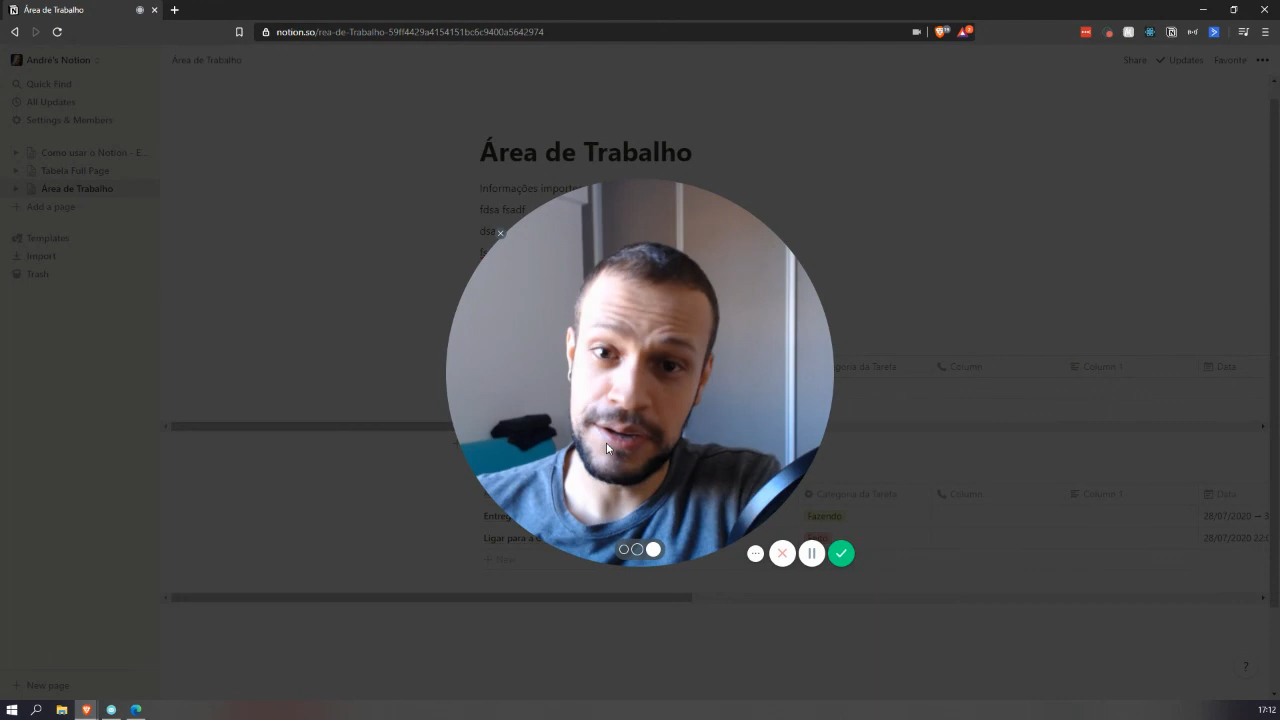 Área de Trabalho
notion.so/rea-de-Trabalho-59ff4429a4154151bc6c9400a5642974
André's Notion
Área de Trabalho
Share
Updates
Favorite
Quick Find
All Updates
Settings & Members
Como usar o Notion - E...
Tabela Full Page
Área de Trabalho
Add a page
Templates
Import
Trash
Área de Trabalho
Informações
fdsa fsadf
dsa
Categoria da Tarefa
Column
Column 1
Data
Categoria da Tarefa
Column
Column 1
Data
Fazendo
28/07/2020
Ligar para a
28/07/2020
New
?
New page
17:12